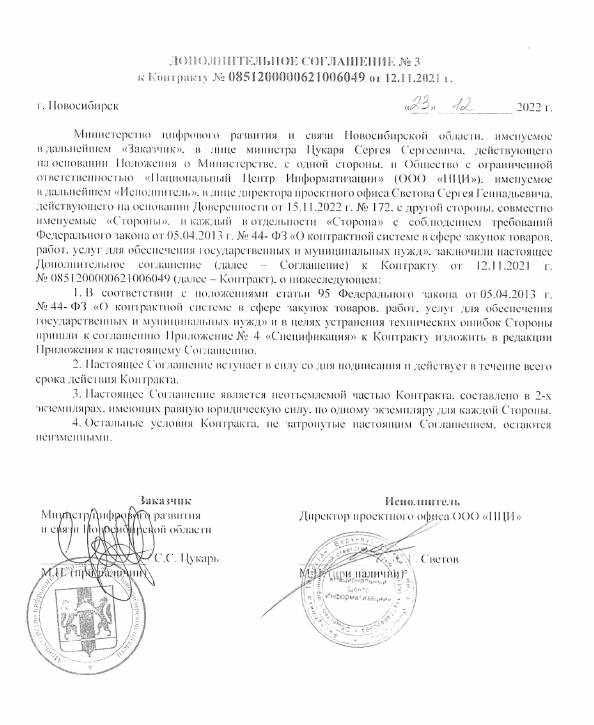 ДОПОЛНИТЕЛЬНОЕ СОГЛАШЕНИЕ № 3
к Контракту № 0851200000621006049 от 12.11.2021 г.
г. Новосибирск «23» 12 2022 г.
Министерство цифрового развития и связи Новосибирской области, именуемое
в дальнейшем «Заказчик», в лице министра Цукаря Сергея Сергеевича, действующего
на основании Положения о Министерстве, с одной стороны, и Общество с ограниченной
ответственностью «Национальный Центр Информатизации» (ООО «НЦИ»), именуемое
в дальнейшем «Исполнитель», в лице директора проектного офиса Светова Сергея Геннадьевича,
действующего на основании Доверенности от 15.11.2022 г. № 172, с другой стороны, совместно
именуемые «Стороны», и каждый в отдельности «Сторона» с соблюдением требований
Федерального закона от 05.04.2013 г. № 44- ФЗ «О контрактной системе в сфере закупок товаров,
работ, услуг для обеспечения государственных и муниципальных нужд», заключили настоящее
Дополнительное соглашение (далее – Соглашение) к Контракту от 12.11.2021 г.
№ 0851200000621006049 (далее – Контракт), о нижеследующем:
1. В соответствии с положениями статьи 95 Федерального закона от 05.04.2013 г.
№ 44- ФЗ «О контрактной системе в сфере закупок товаров, работ, услуг для обеспечения
государственных и муниципальных нужд» и в целях устранения технических ошибок Стороны
пришли к соглашению Приложение № 4 «Спецификация» к Контракту изложить в редакции
Приложения к настоящему Соглашению.
2. Настоящее Соглашение вступает в силу со дня подписания и действует в течение всего
срока действия Контракта.
3. Настоящее Соглашение является неотъемлемой частью Контракта, составлено в 2-х
экземплярах, имеющих равную юридическую силу, по одному экземпляру для каждой Стороны.
4. Остальные условия Контракта, не затронутые настоящим Соглашением, остаются
неизменными.
Заказчик
Министр цифрового развития
и связи Новосибирской области
С.С. Цукарь
М.П. (при наличии)
Исполнитель
Директор проектного офиса ООО «НЦИ»
Светов
М.П. (при наличии)
«Национальный
Центр
Информатизации»